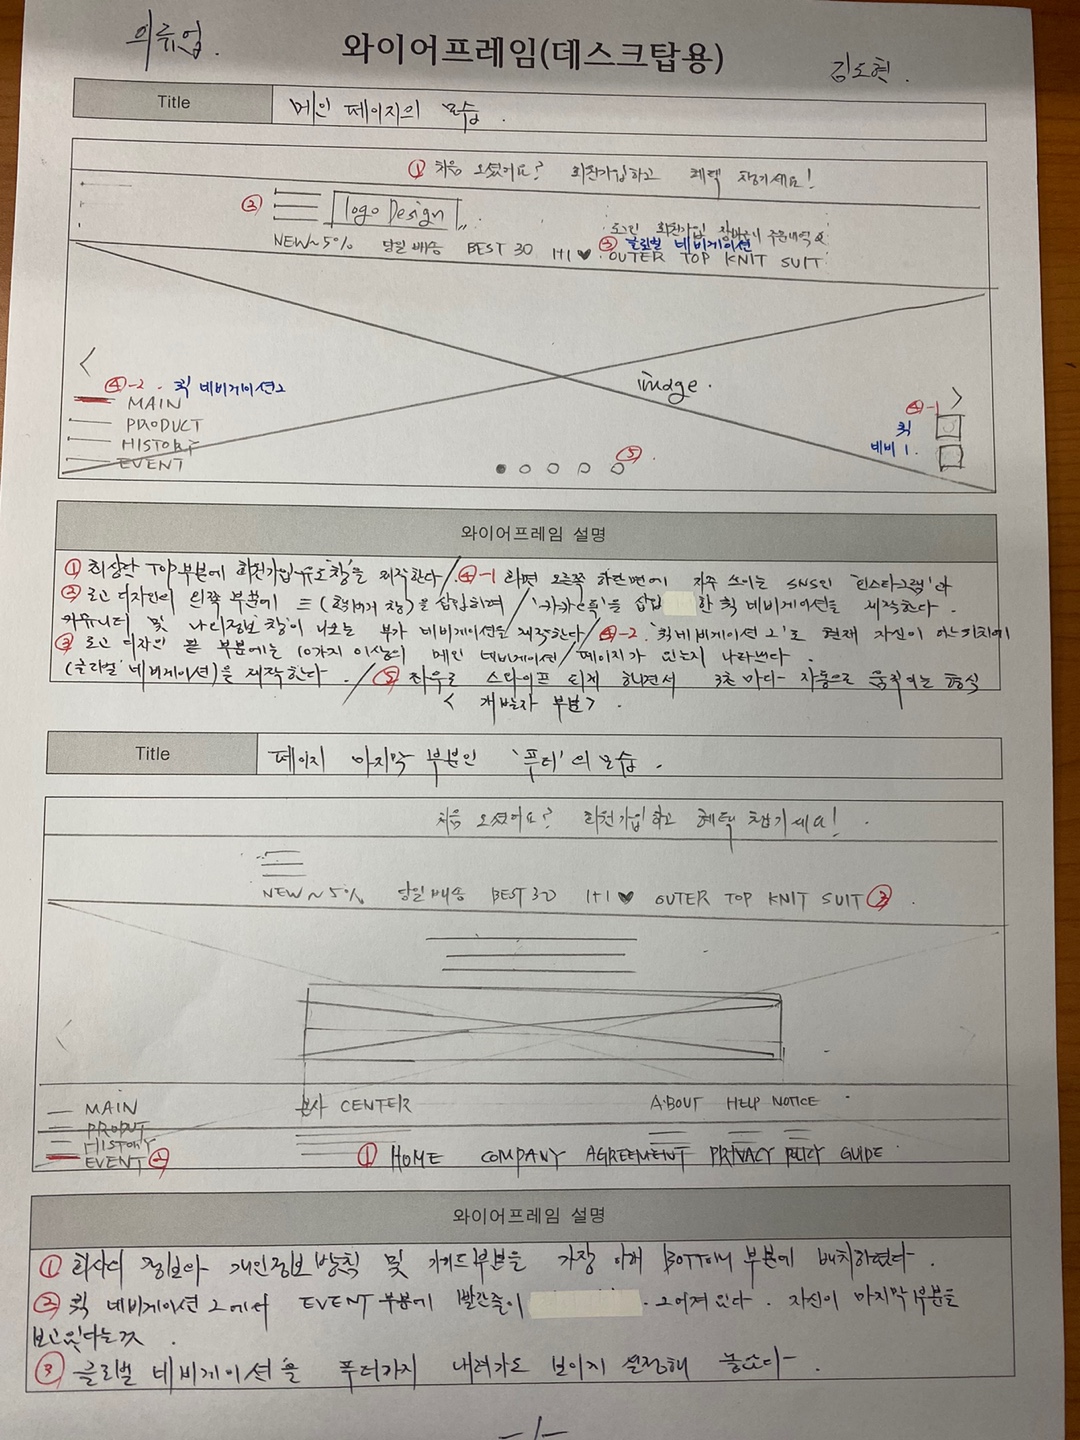 의류업.
와이어프레임(데스크탑용)
김도현.
Title
메인 페이지의 모습.
① 처음 오셨어요? 회원가입하고 혜택 챙기세요!
② logo Design
로그인 회원가입 장바구니 주문내역
③ 글로벌 네비게이션
NEW~5% 당일 배송 BEST 30 1+1 ♥ OUTER TOP KNIT SUIT
<
image.
>
④-2. 퀵 네비게이션2
MAIN
PRODUCT
HISTORY
EVENT
④-1
퀵
네비 1.
⑤
와이어프레임 설명
① 최상단 TOP부분에 회원가입 유도 창을 제작한다 / ④-1 화면 오른쪽 하단면에 자주 쓰이는 SNS인 '인스타그램'과
② 로고 디자인의 왼쪽 부분에 三 (햄버거 창)을 삽입하여 / '카카오톡'을 삽입 한 퀵 네비게이션을 제작한다.
커뮤니티 및 나의정보 창이 나오는 부가 네비게이션을 제작한다 / ④-2. '퀵네비게이션 2'로 현재 자신이 어느위치에
③ 로고 디자인 부분에는 10가지 이상의 메인 네비게이션 / 페이지가 있는지 나타낸다.
(글로벌 네비게이션)을 제작한다. / ⑤ 좌우로 스와이프 되게 하면서 3초 마다 자동으로 움직이는 형식
< 개발자 부분 >.
Title
페이지 마지막 부분인 '푸터'의 모습.
처음 오셨어요? 회원가입하고 혜택 챙기세요!
NEW~5% 당일배송 BEST 30 1+1 ♥ OUTER TOP KNIT SUIT ③
MAIN
PRODUT
HISTORY
EVENT ②
본사 CENTER
ABOUT HELP NOTICE
① HOME COMPANY AGREEMENT PRIVACY POLICY GUIDE
와이어프레임 설명
① 회사의 정보와 개인정보 방침 및 가이드부분을 가장 아래 BOTTOM 부분에 배치하였다.
② 퀵 네비게이션 2에서 EVENT 부분에 빨간줄이 그어져 있다. 자신이 마지막 부분을
보고있다는 것.
③ 글로벌 네비게이션을 푸터까지 내려가도 보이게 설정해 놓았다.
-1-